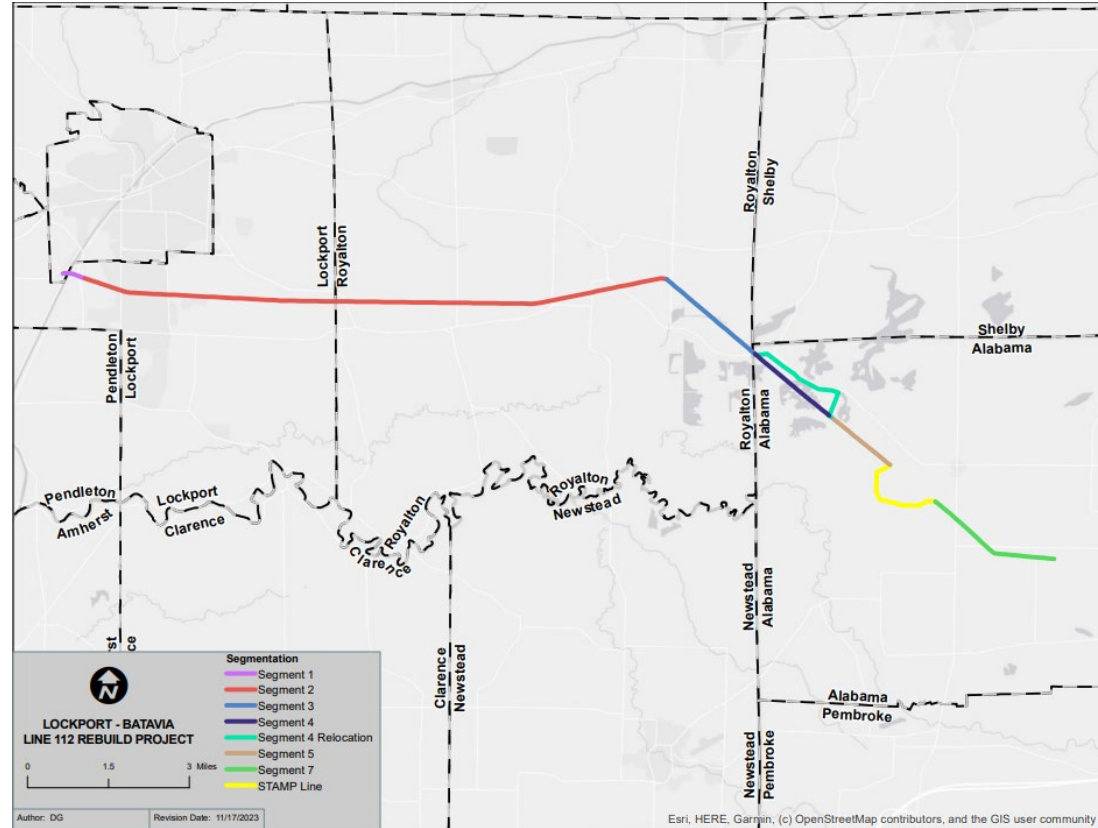 Royalton
Shelby
Lockport
Royalton
Shelby
Alabama
Pendleton
Lockport
Royalton
Alabama
Pendleton
Amherst
Lockport
Clarence
Royalton
Clarence
Royalton
Newstead
Newstead
Alabama
Clarence
Newstead
Alabama
Pembroke
Newstead
Pembroke
rst
ce
N
LOCKPORT - BATAVIA
LINE 112 REBUILD PROJECT
0 1.5 3 Miles
Segmentation
Segment 1
Segment 2
Segment 3
Segment 4
Segment 4 Relocation
Segment 5
Segment 7
STAMP Line
Author: DG
Revision Date: 11/17/2023
Esri, HERE, Garmin, (c) OpenStreetMap contributors, and the GIS user community